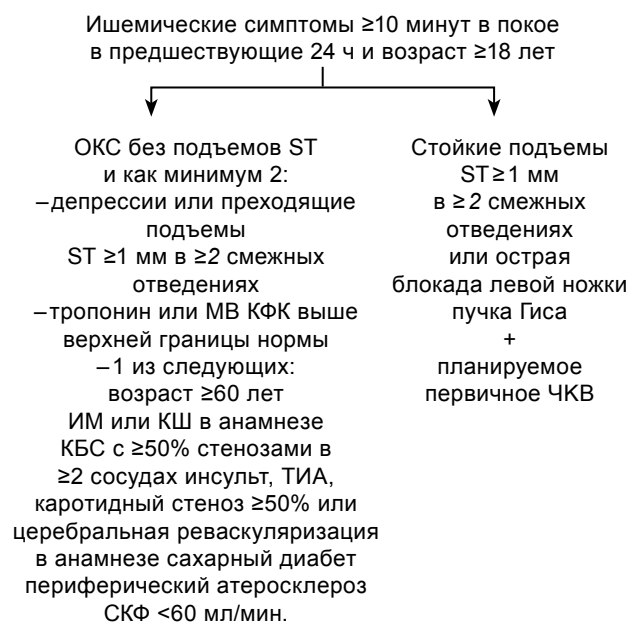 Ишемические симптомы ≥10 минут в покое
в предшествующие 24 ч и возраст ≥18 лет
ОКС без подъемов ST
и как минимум 2:
–депрессии или преходящие
подъемы
ST ≥1 мм в ≥2 смежных
отведениях
–тропонин или МВ КФК выше
верхней границы нормы
–1 из следующих:
возраст ≥60 лет
ИМ или КШ в анамнезе
КБС с ≥50% стенозами в
≥2 сосудах инсульт, ТИА,
каротидный стеноз ≥50% или
церебральная реваскуляризация
в анамнезе сахарный диабет
периферический атеросклероз
СКФ <60 мл/мин.
Стойкие подъемы
ST≥1 мм
в ≥2 смежных
отведениях
или острая
блокада левой ножки
пучка Гиса
+
планируемое
первичное ЧКВ